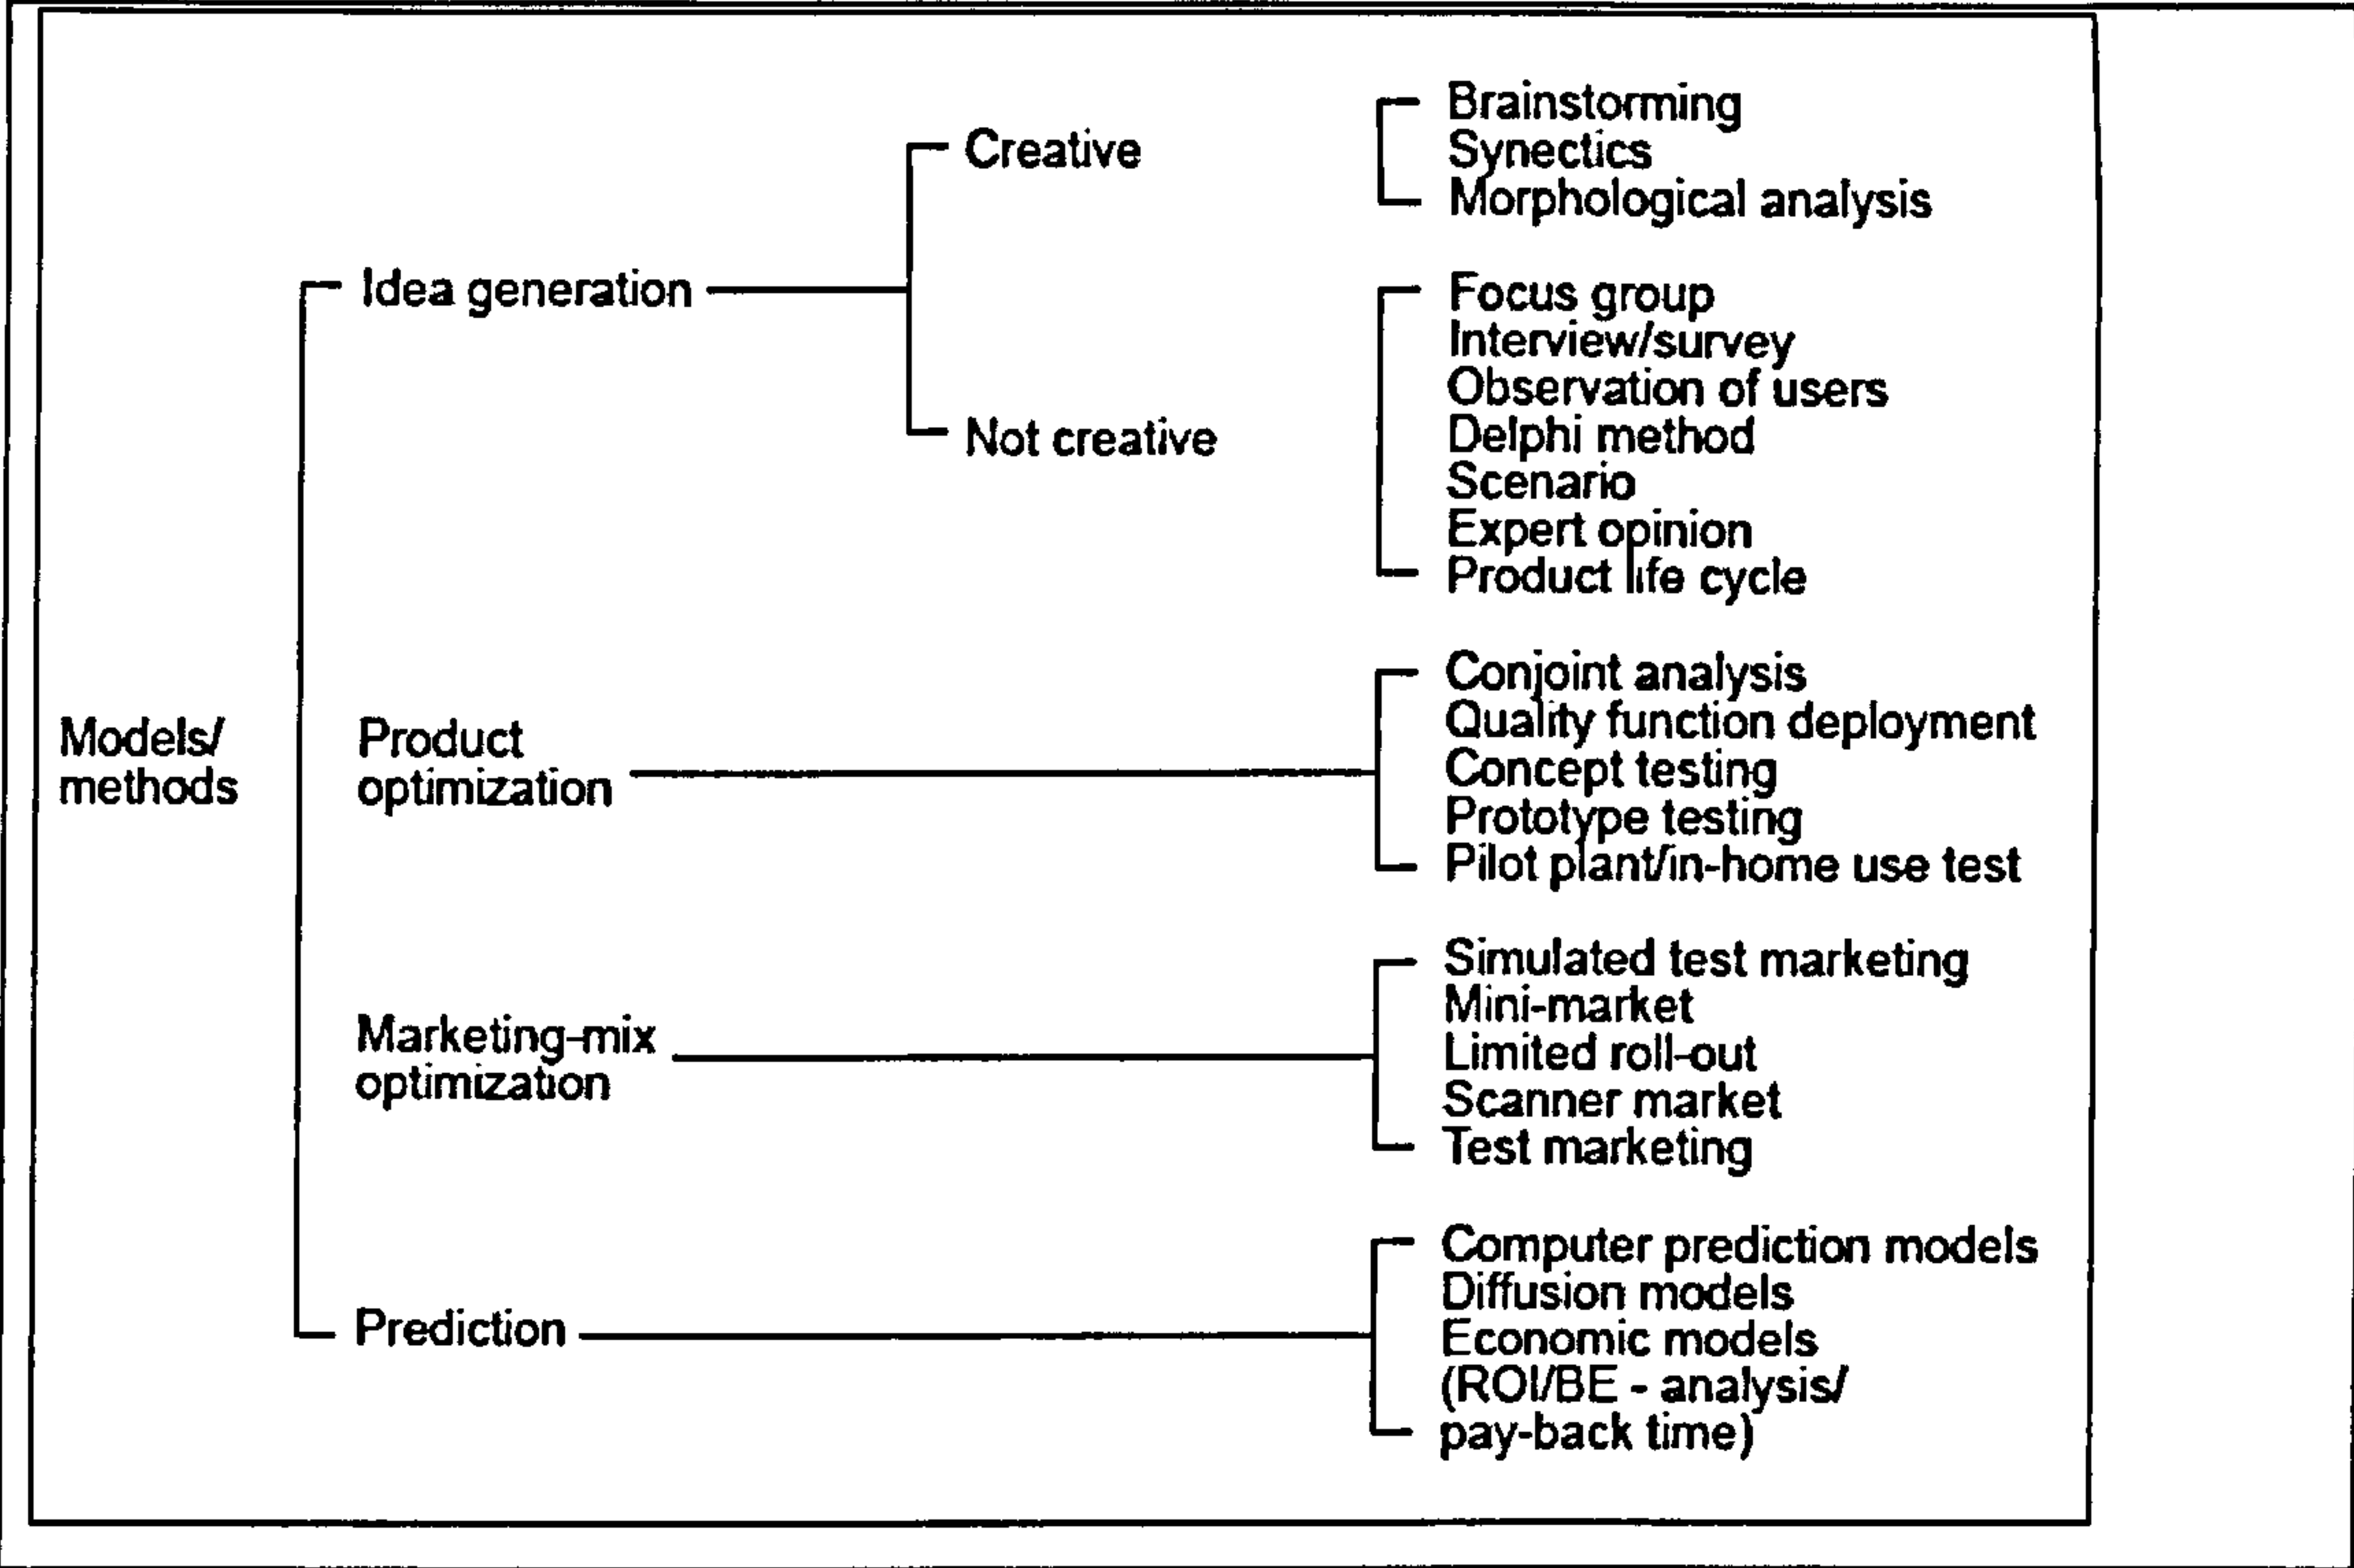 Models/
methods
Idea generation
Creative
Brainstorming
Synectics
Morphological analysis
Not creative
Focus group
Interview/survey
Observation of users
Delphi method
Scenario
Expert opinion
Product life cycle
Product
optimization
Conjoint analysis
Quality function deployment
Concept testing
Prototype testing
Pilot plant/in-home use test
Marketing-mix
optimization
Simulated test marketing
Mini-market
Limited roll-out
Scanner market
Test marketing
Prediction
Computer prediction models
Diffusion models
Economic models
(ROI/BE - analysis/
pay-back time)